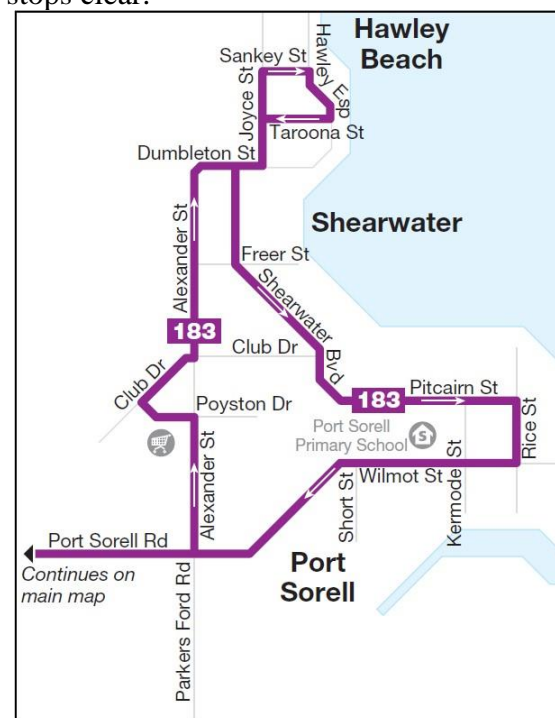 stops clear.
Hawley
Beach
Sankey St
Hawley Esp
Joyce St
Taroona St
Dumbleton St
Shearwater
Alexander St
Freer St
Shearwater
Blvd
183
Club Dr
Club Dr
183
Pitcairn St
Poyston Dr
Port Sorell
Primary School
S
Rice St
Alexander St
Wilmot St
Short St
Kermode St
Port Sorell Rd
Continues on
main map
Port
Sorell
Parkers Ford Rd